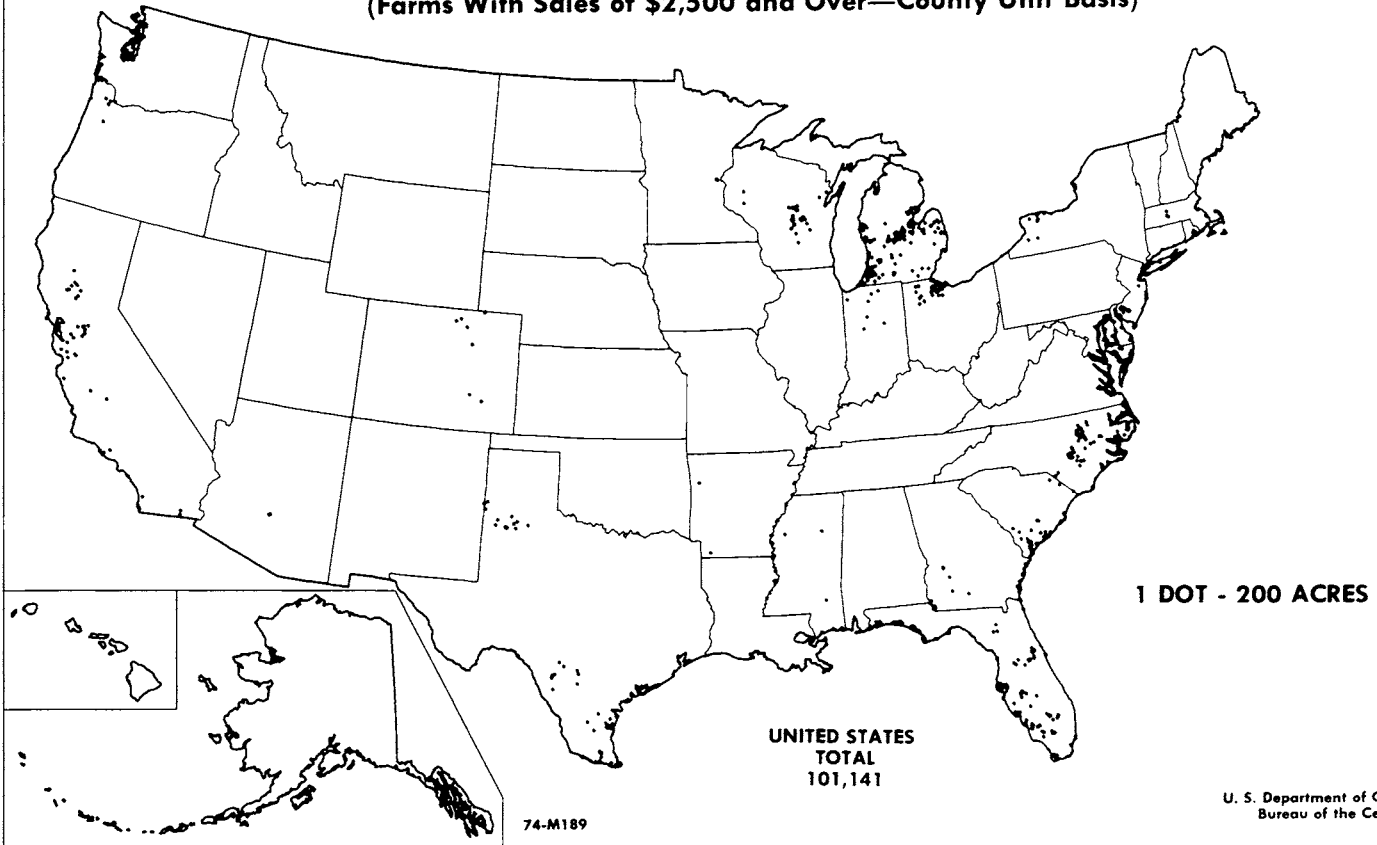 (Farms With Sales of $2,500 and Over—County Unit Basis)
1 DOT - 200 ACRES
UNITED STATES
TOTAL
101,141
U. S. Department of
Bureau of the
74-M189